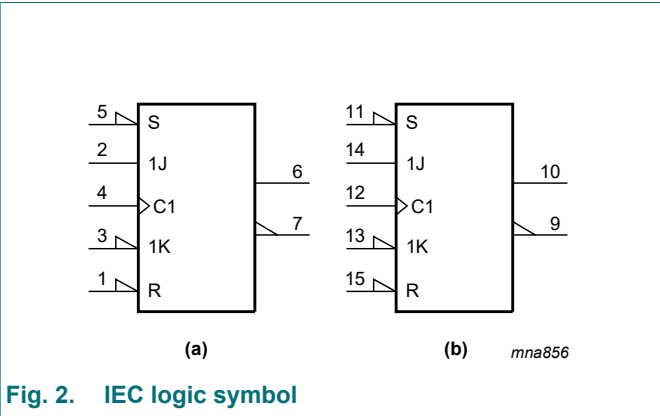 5 S
2 1J
4 C1
3 1K
1 R
6
7
(a)
11 S
14 1J
12 C1
13 1K
15 R
10
9
(b)
mna856
Fig. 2. IEC logic symbol